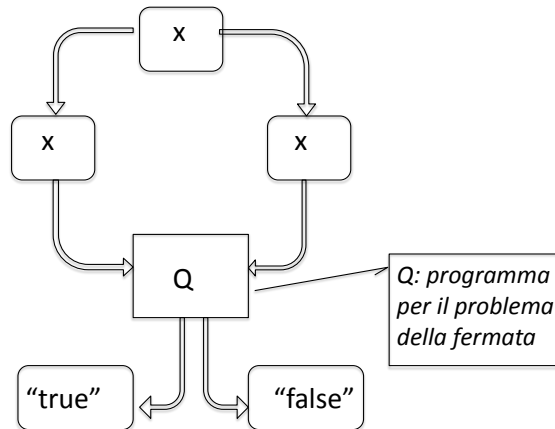 x
x
x
Q
Q: programma
per il problema
della fermata
“true”
“false”